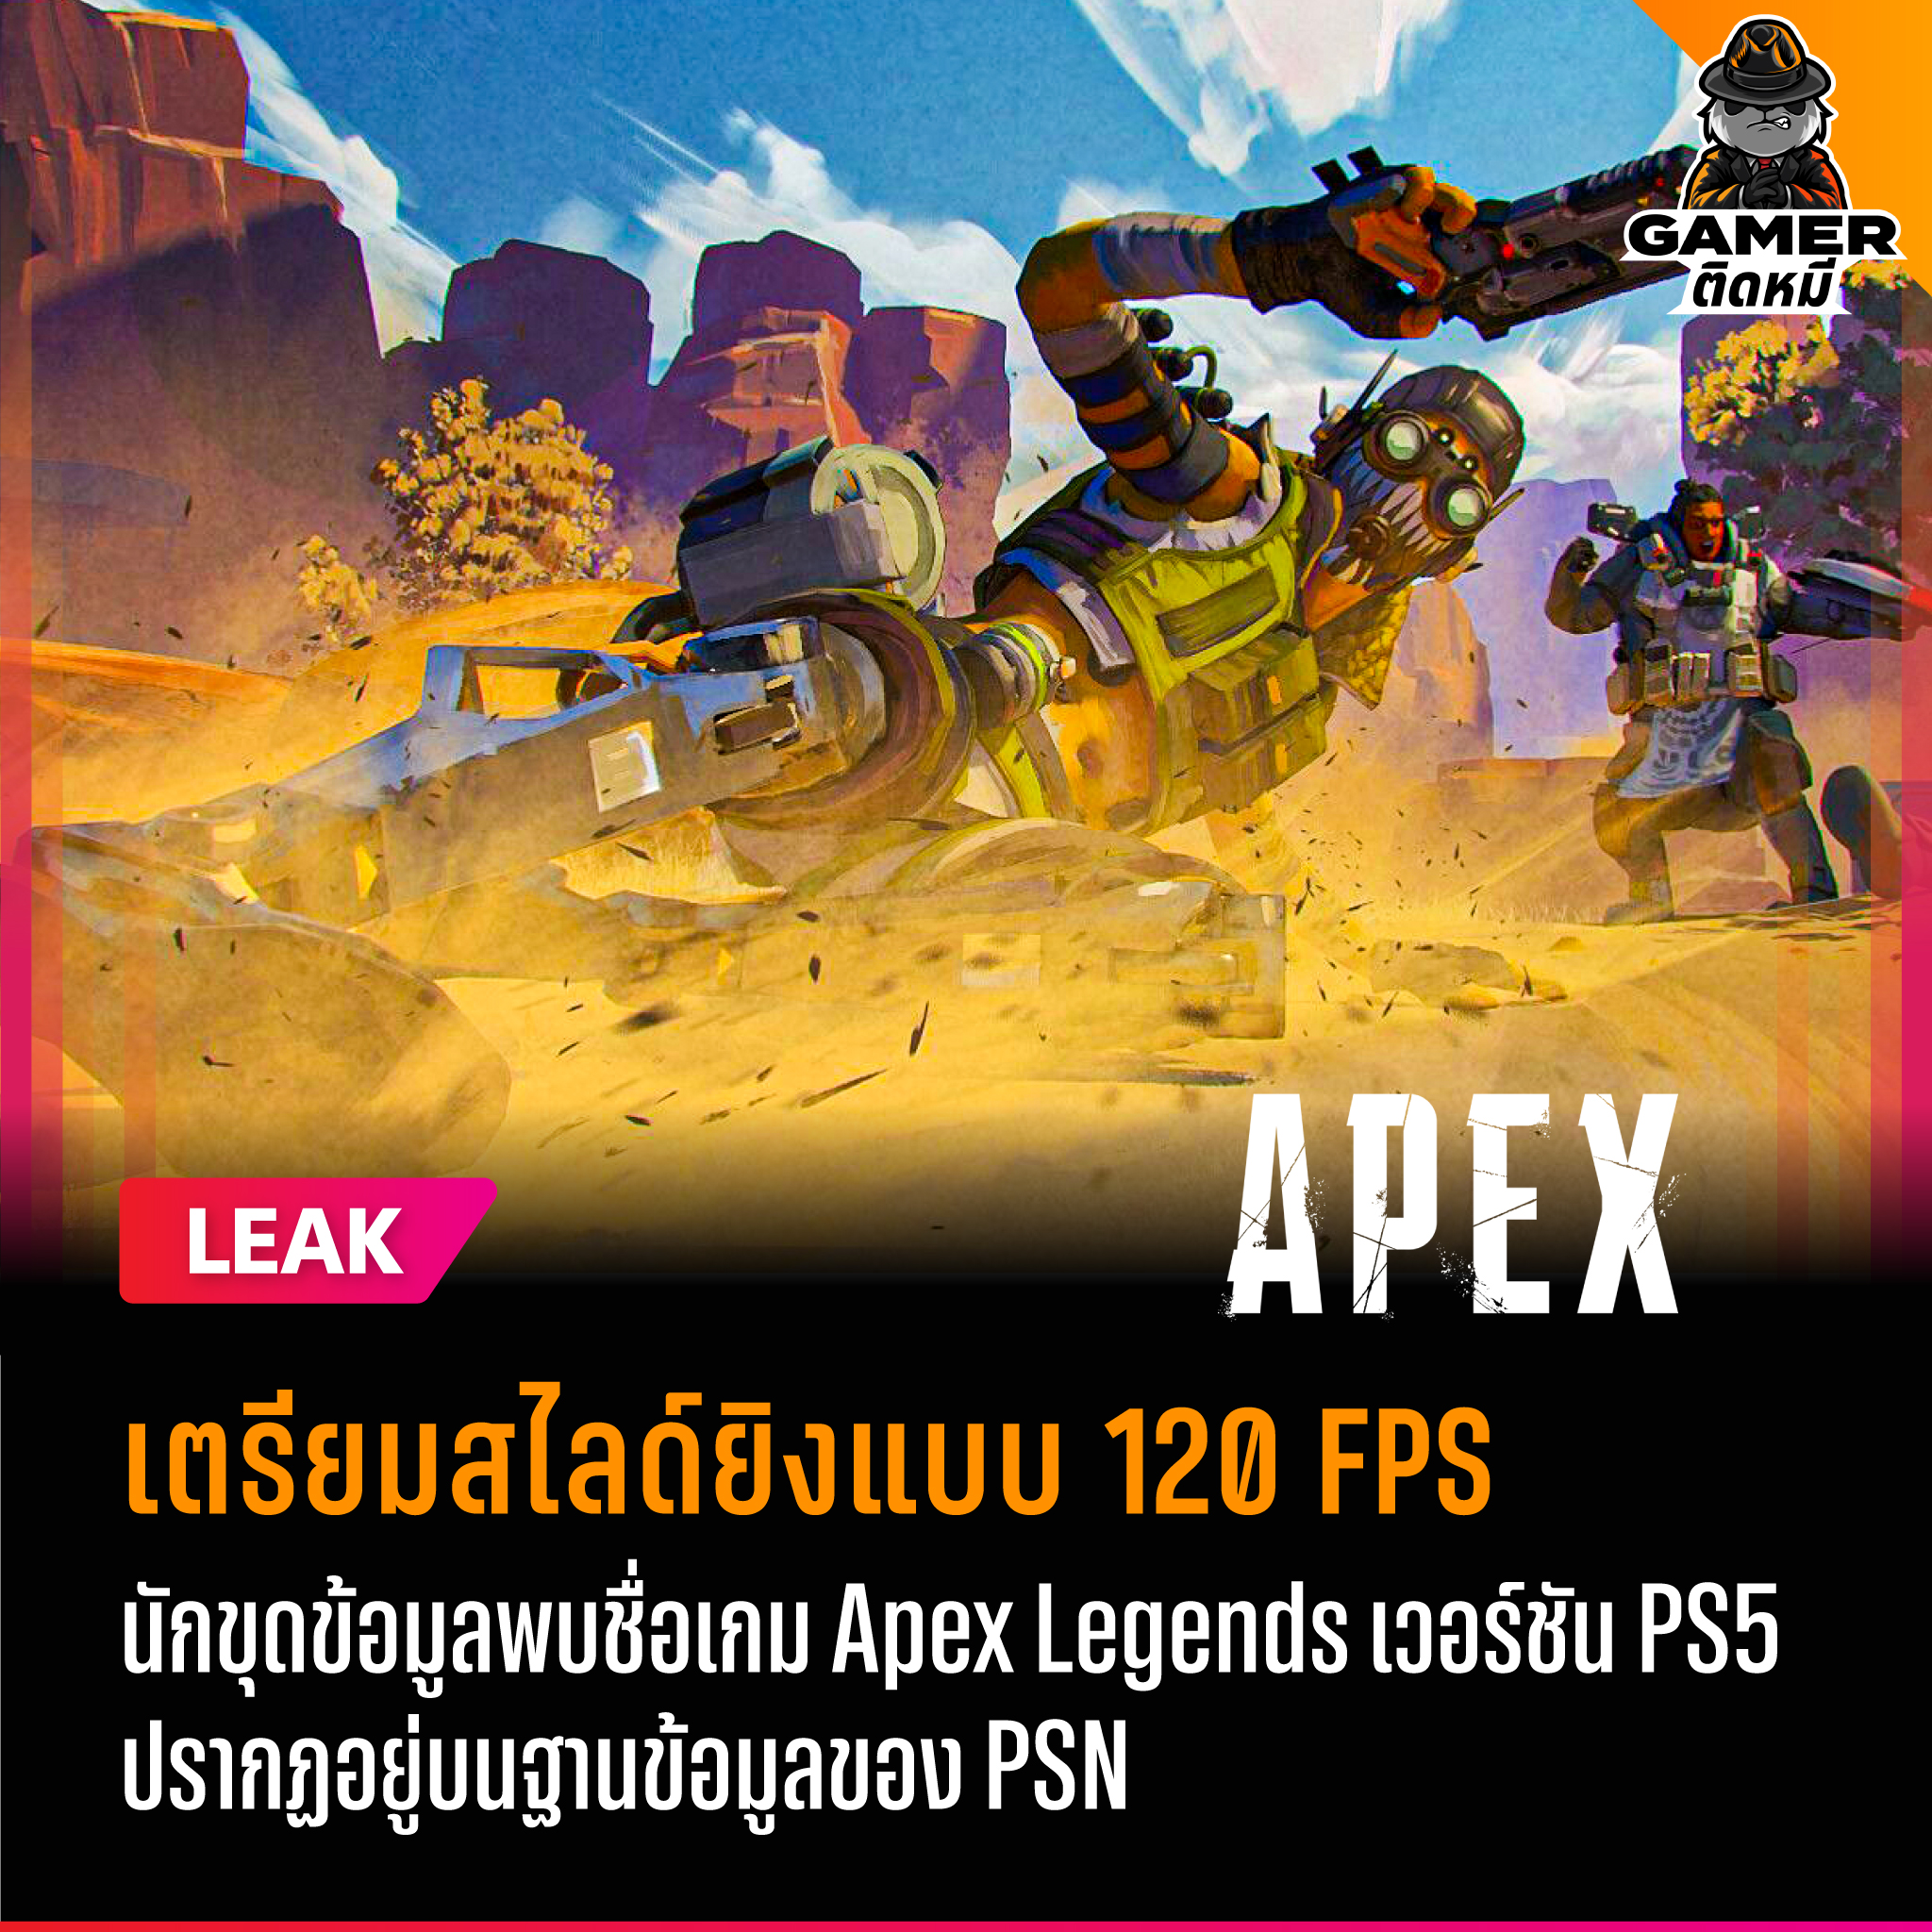 GAMER
ติดหมี
APEX
LEAK
เตรียมสไลด์ยิงแบบ 120 FPS
นักขุดข้อมูลพบชื่อเกม Apex Legends เวอร์ชัน PS5
ปรากฏอยู่บนฐานข้อมูลของ PSN